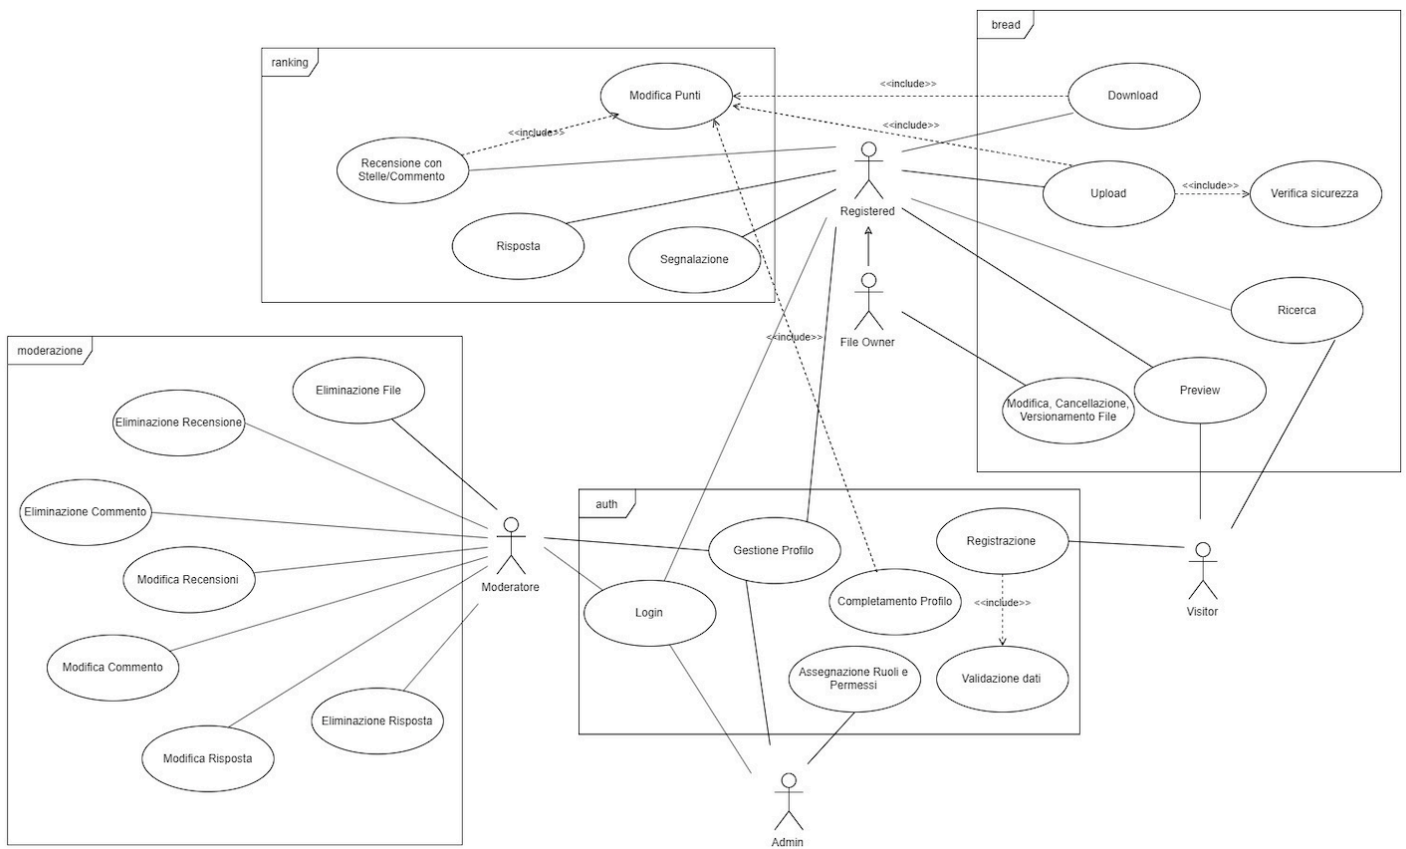 bread
ranking
Modifica Punti
<<include>>
Download
<<include>>
<<include>>
Recensione con
Stelle/Commento
Upload
<<include>>
Verifica sicurezza
Registered
Risposta
Segnalazione
Ricerca
<<include>>
File Owner
moderazione
Eliminazione File
Preview
Modifica, Cancellazione,
Versionamento File
Eliminazione Recensione
auth
Eliminazione Commento
Gestione Profilo
Registrazione
Modifica Recensioni
Moderatore
Login
Completamento Profilo
<<include>>
Visitor
Modifica Commento
Assegnazione Ruoli e
Permessi
Validazione dati
Eliminazione Risposta
Modifica Risposta
Admin